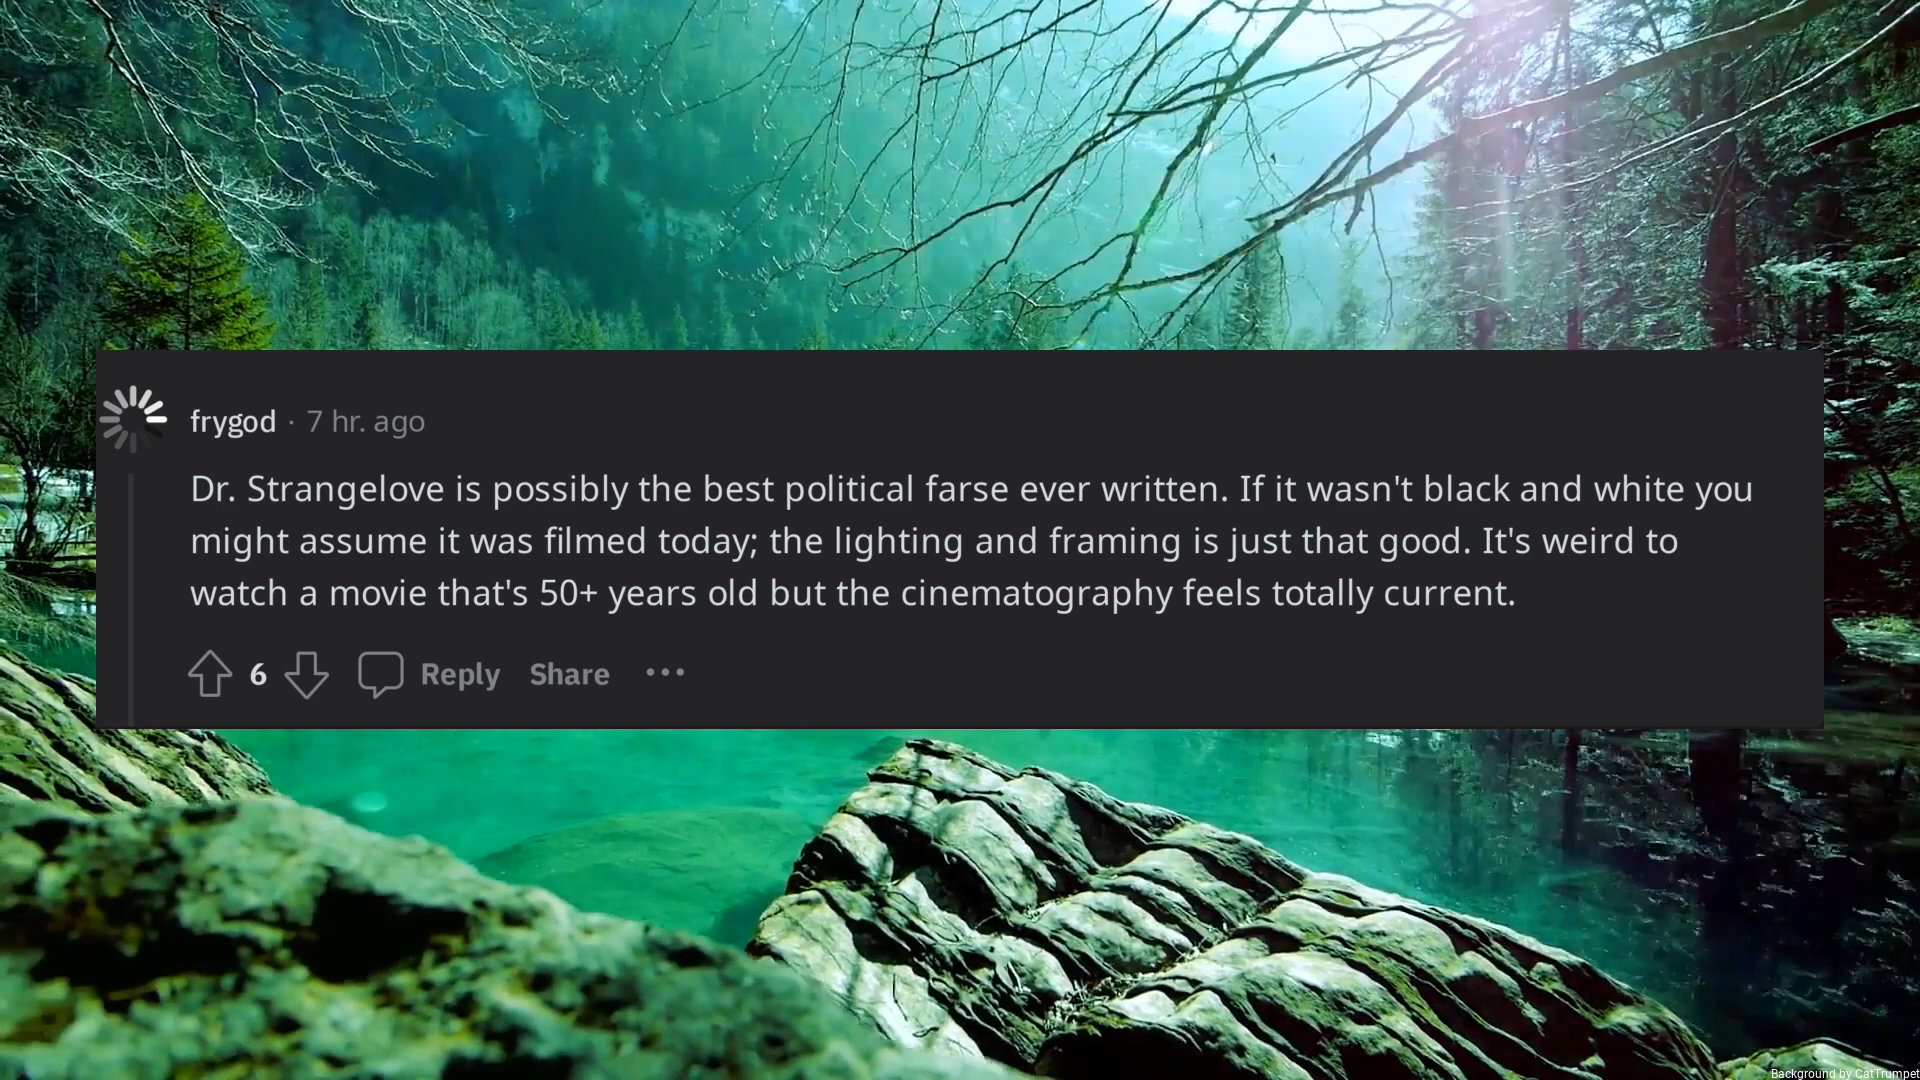 frygod · 7 hr. ago
Dr. Strangelove is possibly the best political farse ever written. If it wasn't black and white you
might assume it was filmed today; the lighting and framing is just that good. It's weird to
watch a movie that's 50+ years old but the cinematography feels totally current.
6 Reply Share ···
Background by CatTrumpet